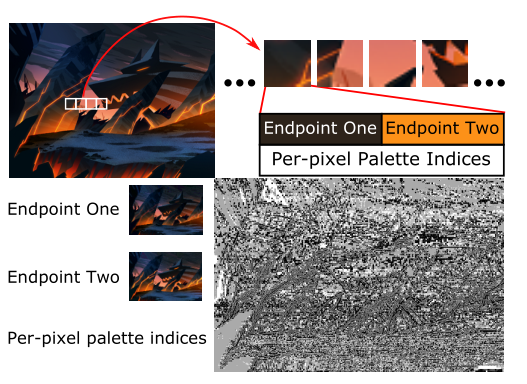 Endpoint One Endpoint Two
Per-pixel Palette Indices
Endpoint One
Endpoint Two
Per-pixel palette indices